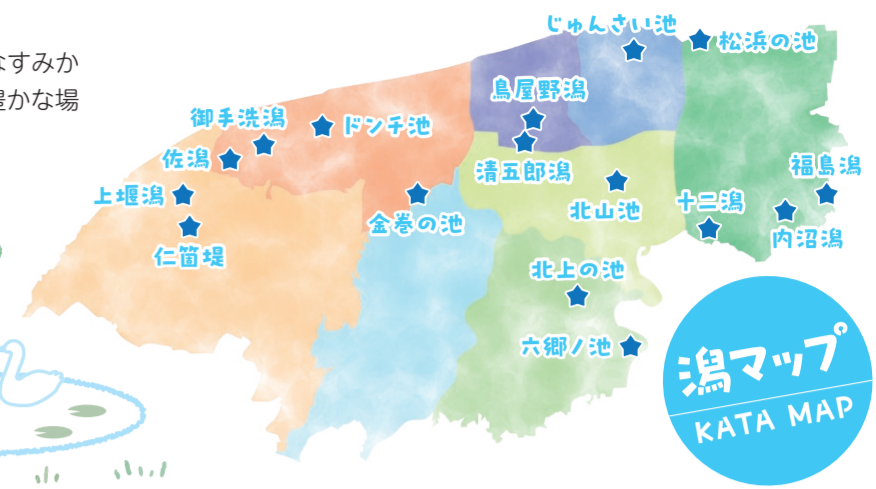 なすみか
豊かな場
じゅんさい池
松浜の池
鳥屋野潟
御手洗潟
ドンチ池
佐潟
清五郎潟
福島潟
上堰潟
金巻の池
北山池
十二潟
内沼潟
仁箇堤
北上の池
六郷ノ池
潟マップ
KATA MAP